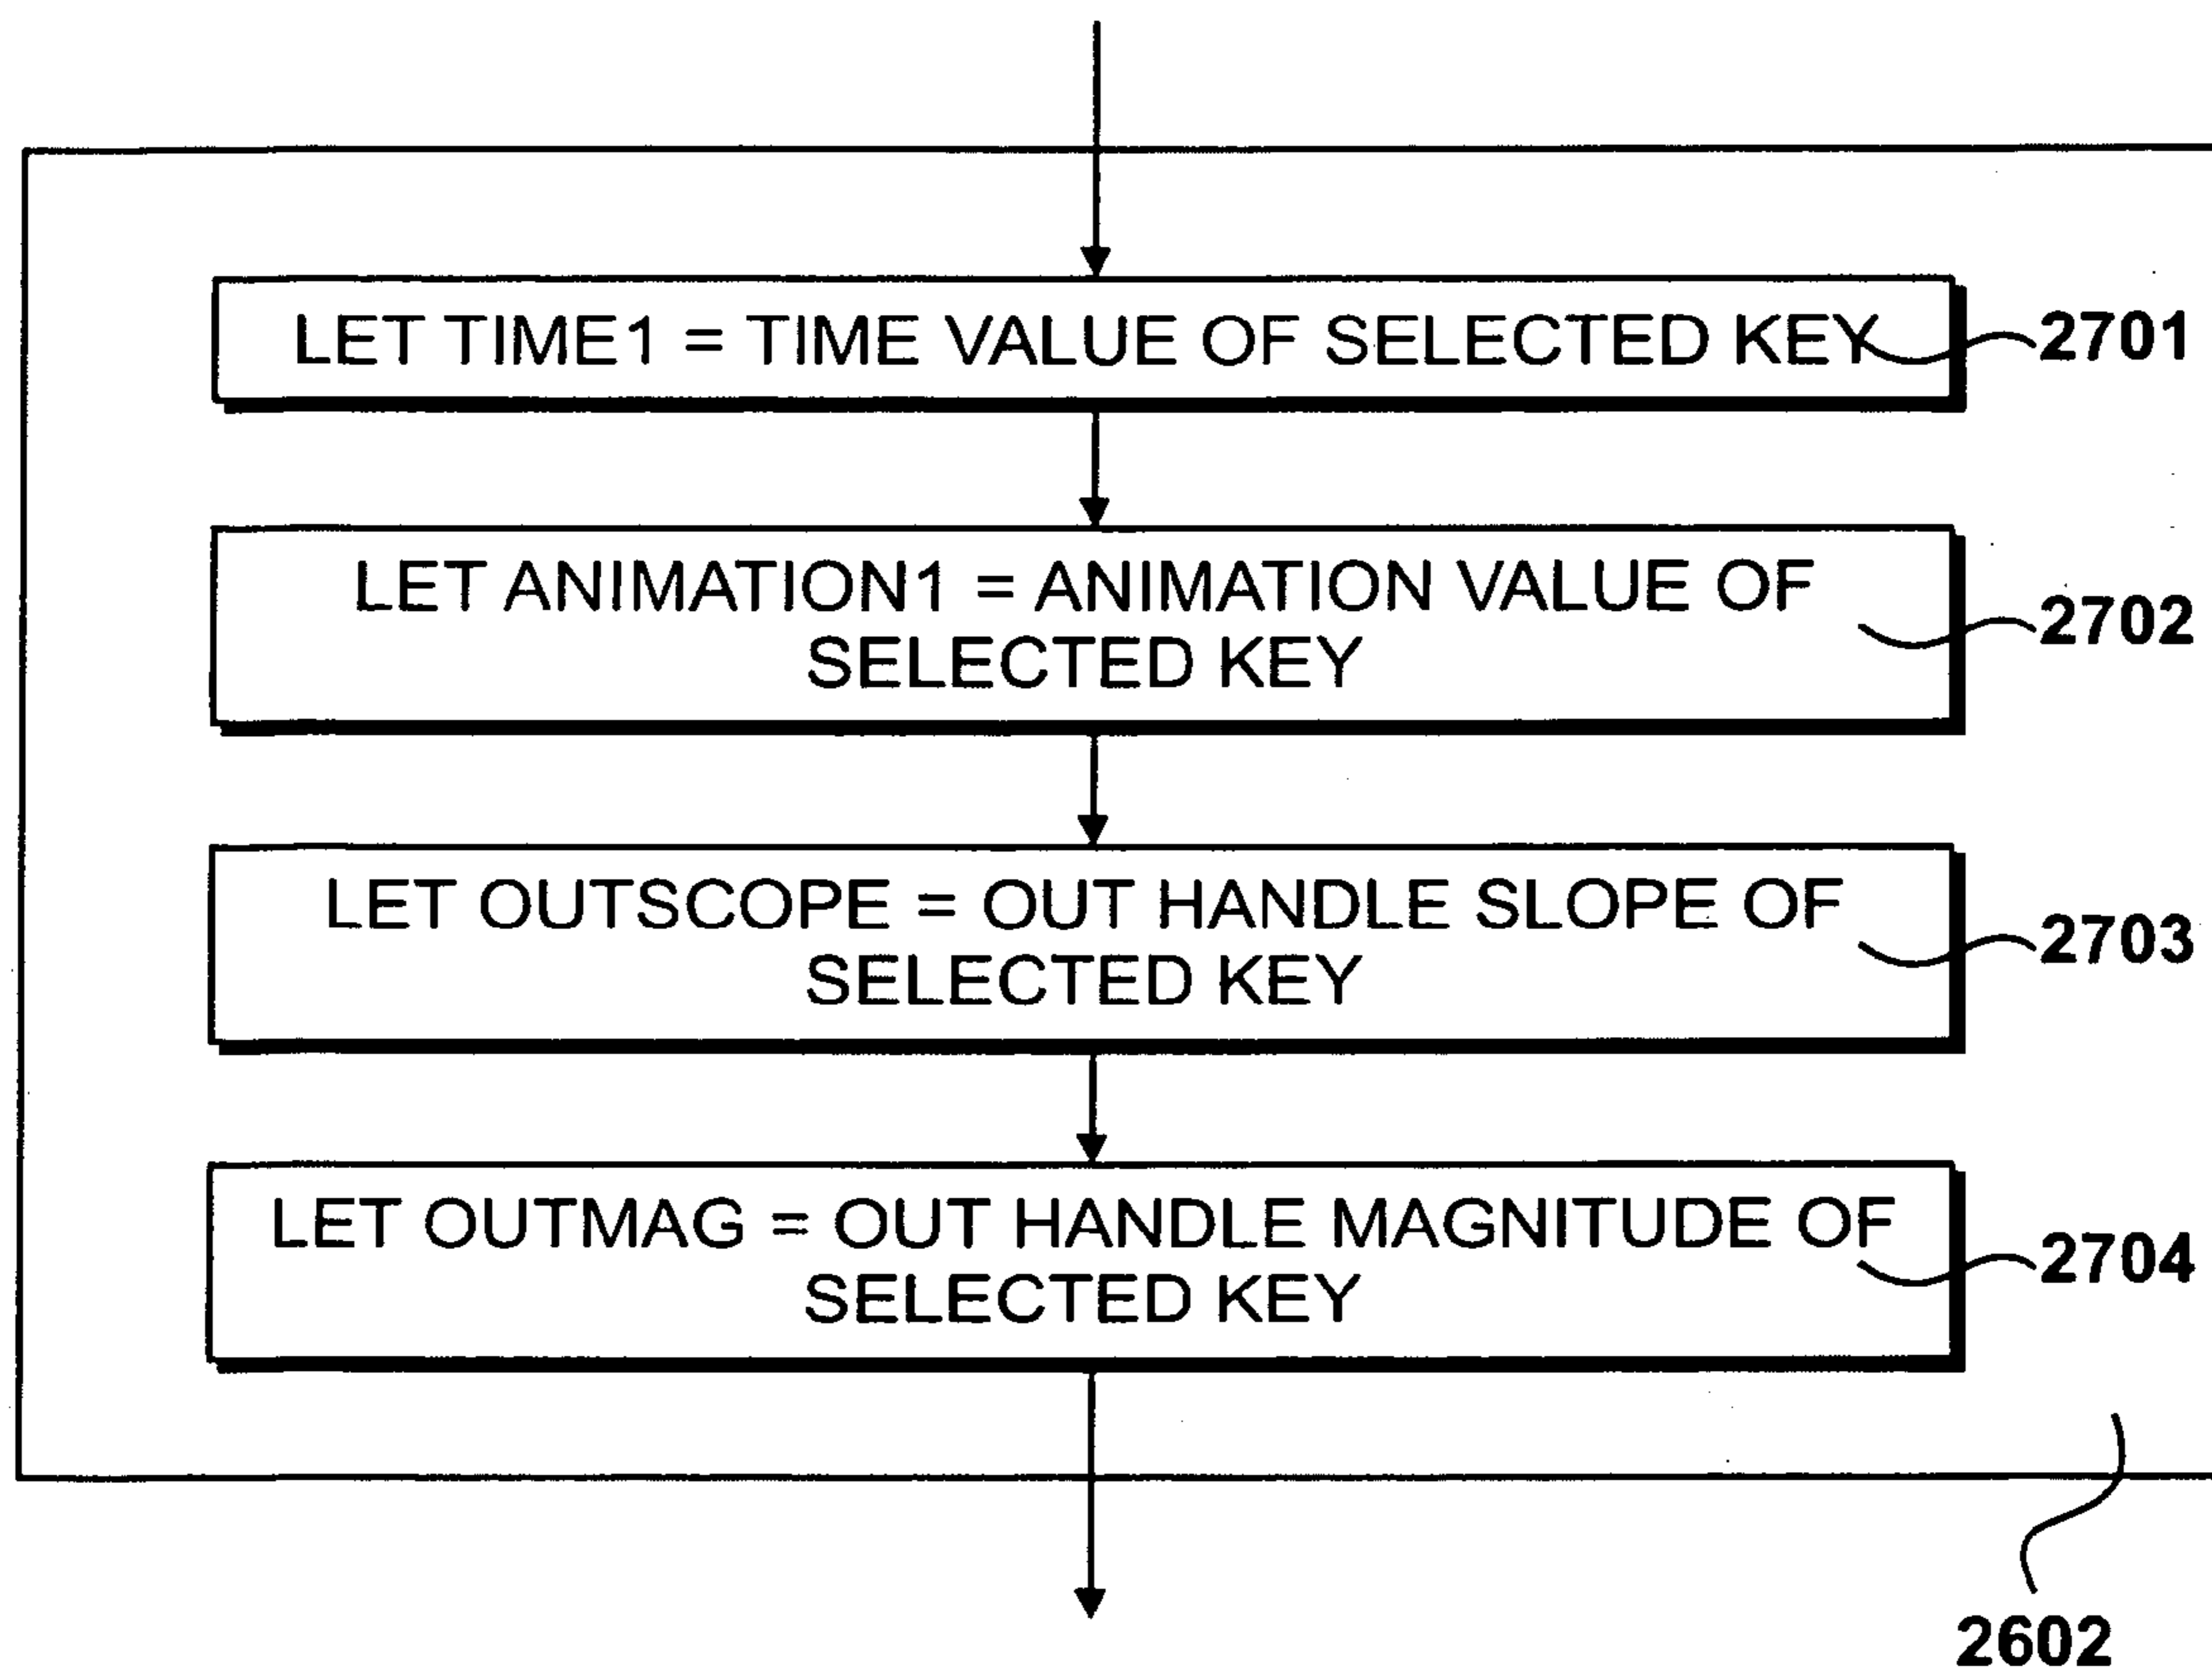 LET TIME1 = TIME VALUE OF SELECTED KEY
2701
LET ANIMATION1 = ANIMATION VALUE OF
SELECTED KEY
2702
LET OUTSCOPE = OUT HANDLE SLOPE OF
SELECTED KEY
2703
LET OUTMAG = OUT HANDLE MAGNITUDE OF
SELECTED KEY
2704
2602